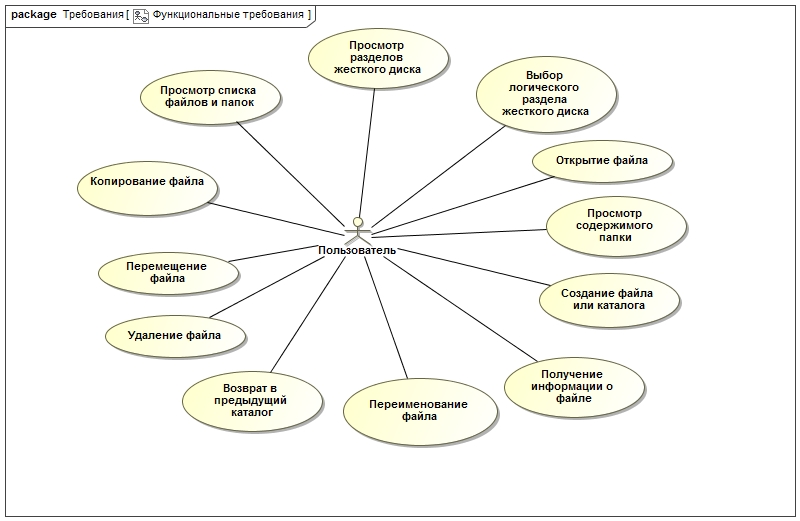 package Требования [ Функциональные требования ]
Просмотр
разделов
жесткого диска
Просмотр списка
файлов и папок
Выбор
логического
раздела
жесткого диска
Открытие файла
Копирование файла
Просмотр
содержимого
папки
Пользователь
Перемещение
файла
Создание файла
или каталога
Удаление файла
Возврат в
предыдущий
каталог
Переименование
файла
Получение
информации о
файле